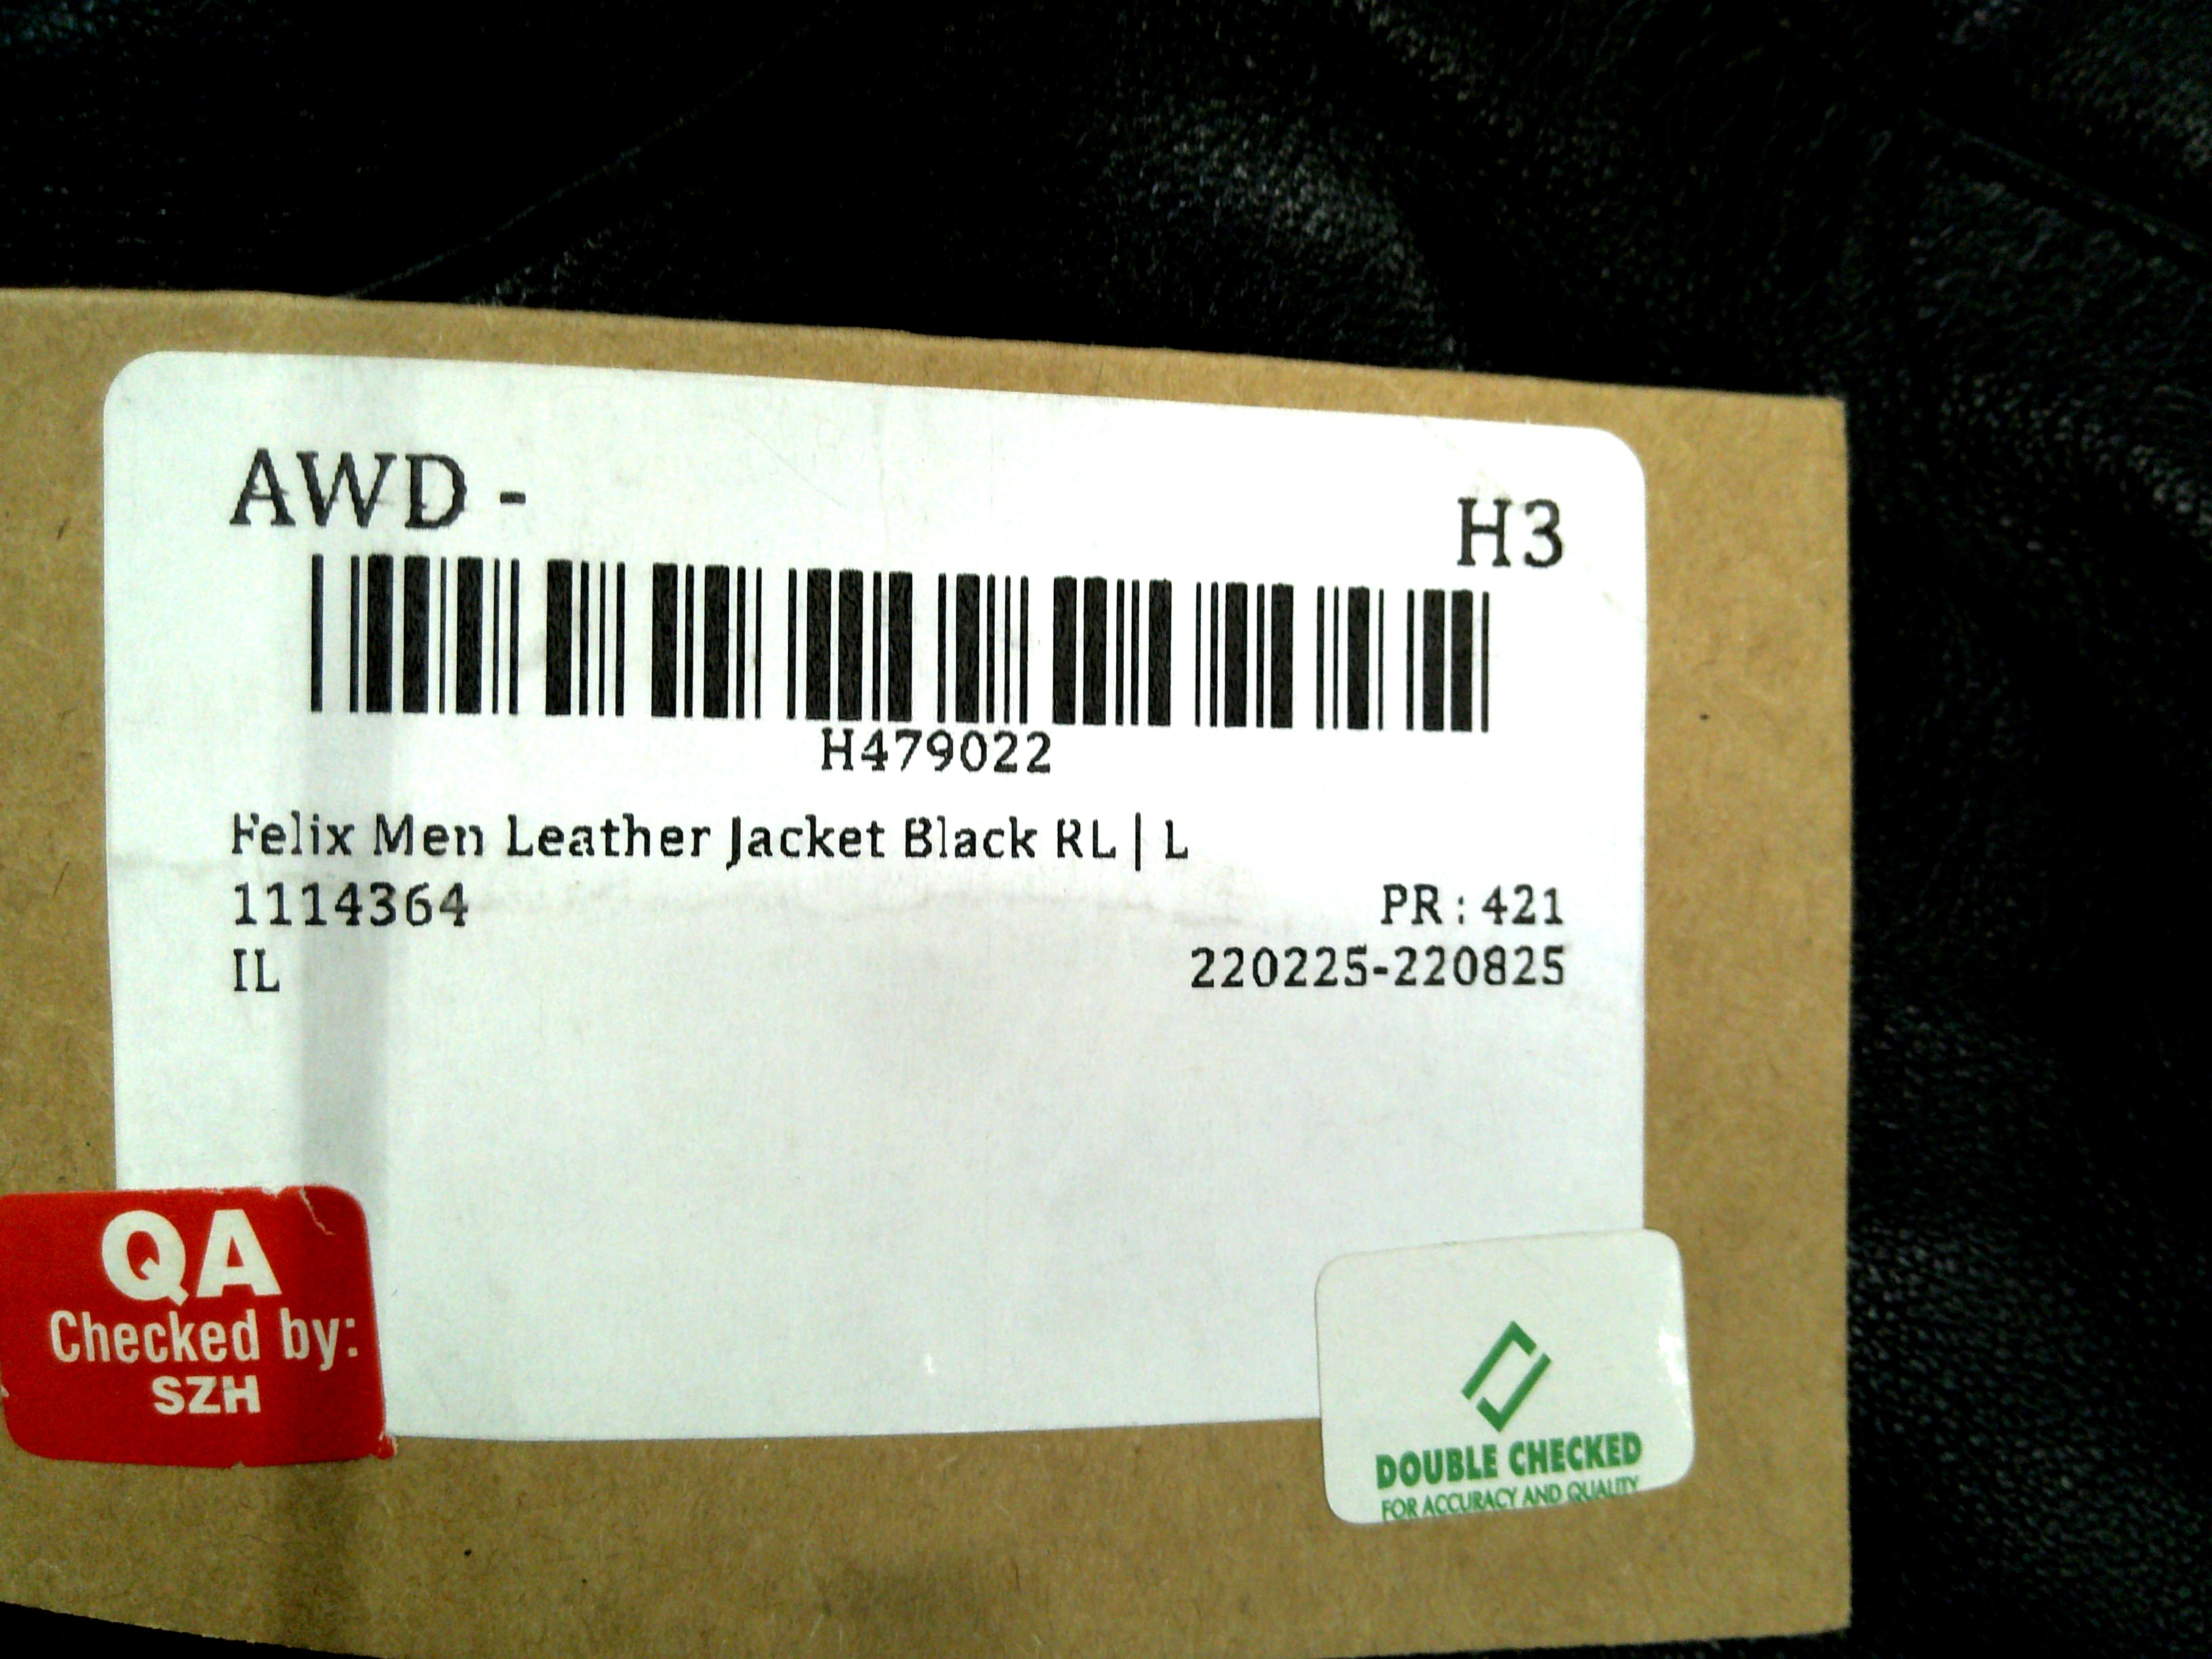 AWD - H3
H479022
Felix Men Leather Jacket Black RL | L
1114364 PR : 421
IL 220225-220825
QA
Checked by:
SZH
DOUBLE CHECKED
FOR ACCURACY AND QUALITY